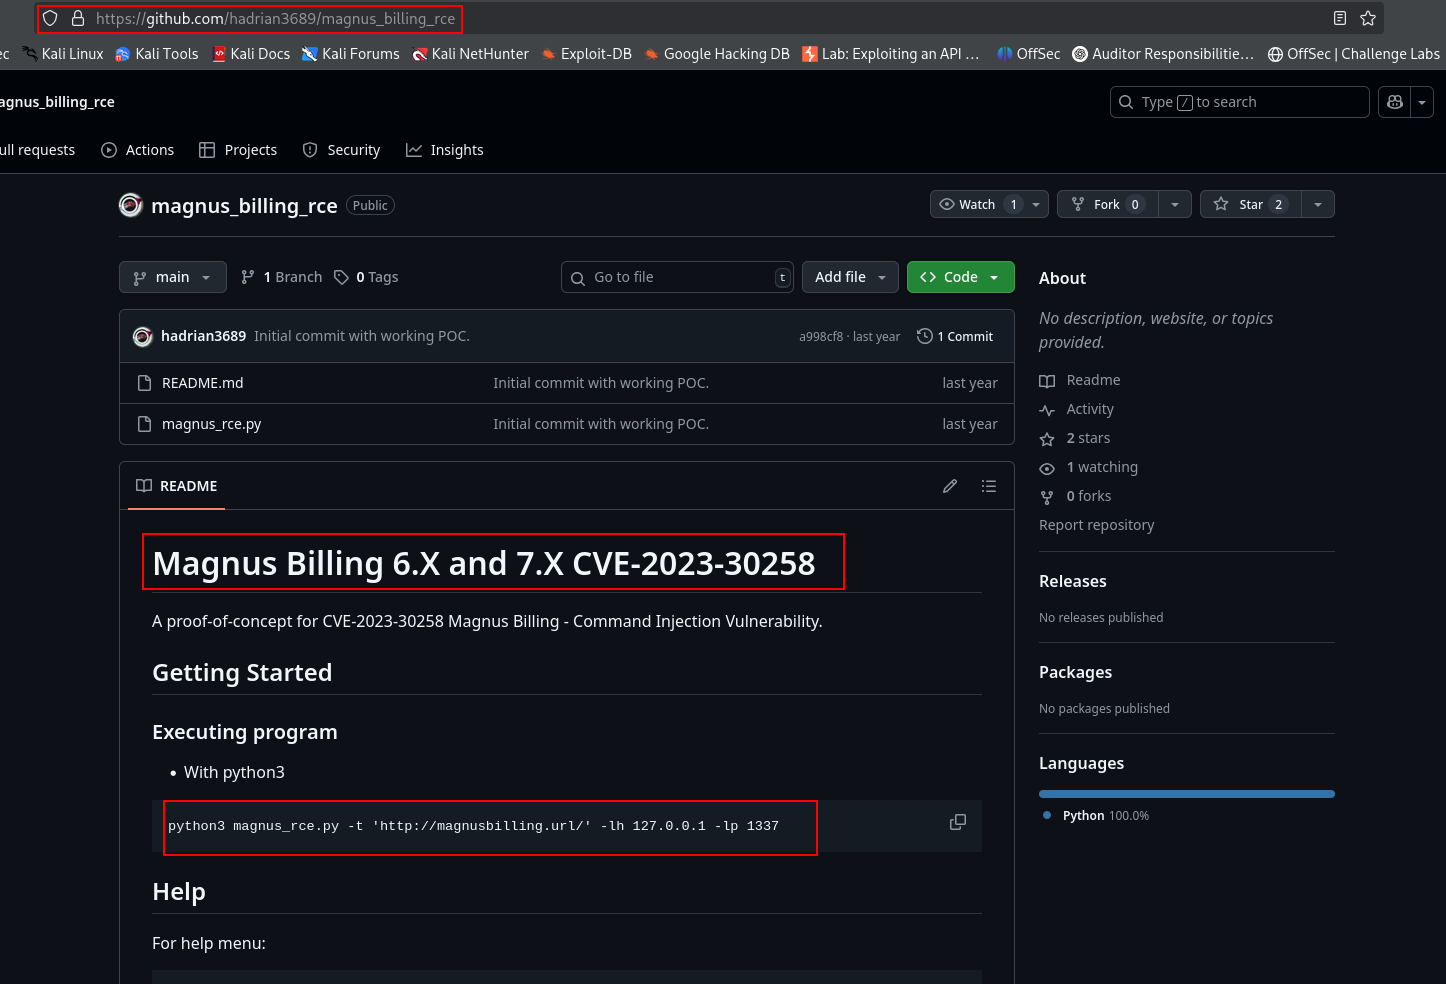 https://github.com/hadrian3689/magnus_billing_rce
ec Kali Linux Kali Tools Kali Docs Kali Forums Kali NetHunter Exploit-DB Google Hacking DB Lab: Exploiting an API ... OffSec Auditor Responsibilitie... OffSec | Challenge Labs
agnus_billing_rce
Type / to search
ull requests Actions Projects Security Insights
magnus_billing_rce Public
Watch 1 Fork 0 Star 2
main 1 Branch 0 Tags
Go to file t Add file <> Code
hadrian3689 Initial commit with working POC. a998cf8 · last year 1 Commit
README.md Initial commit with working POC. last year
magnus_rce.py Initial commit with working POC. last year
README
Magnus Billing 6.X and 7.X CVE-2023-30258
A proof-of-concept for CVE-2023-30258 Magnus Billing - Command Injection Vulnerability.
Getting Started
Executing program
• With python3
python3 magnus_rce.py -t 'http://magnusbilling.url/' -lh 127.0.0.1 -lp 1337
Help
For help menu:
About
No description, website, or topics
provided.
Readme
Activity
2 stars
1 watching
0 forks
Report repository
Releases
No releases published
Packages
No packages published
Languages
Python 100.0%